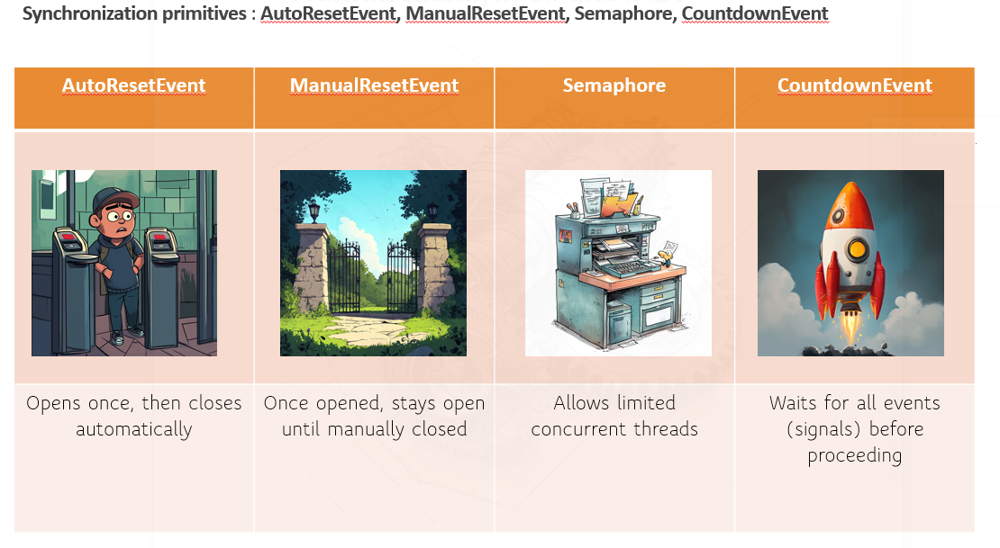 Synchronization primitives : AutoResetEvent, ManualResetEvent, Semaphore, CountdownEvent
AutoResetEvent
ManualResetEvent
Semaphore
CountdownEvent
Opens once, then closes
automatically
Once opened, stays open
until manually closed
Allows limited
concurrent threads
Waits for all events
(signals) before
proceeding